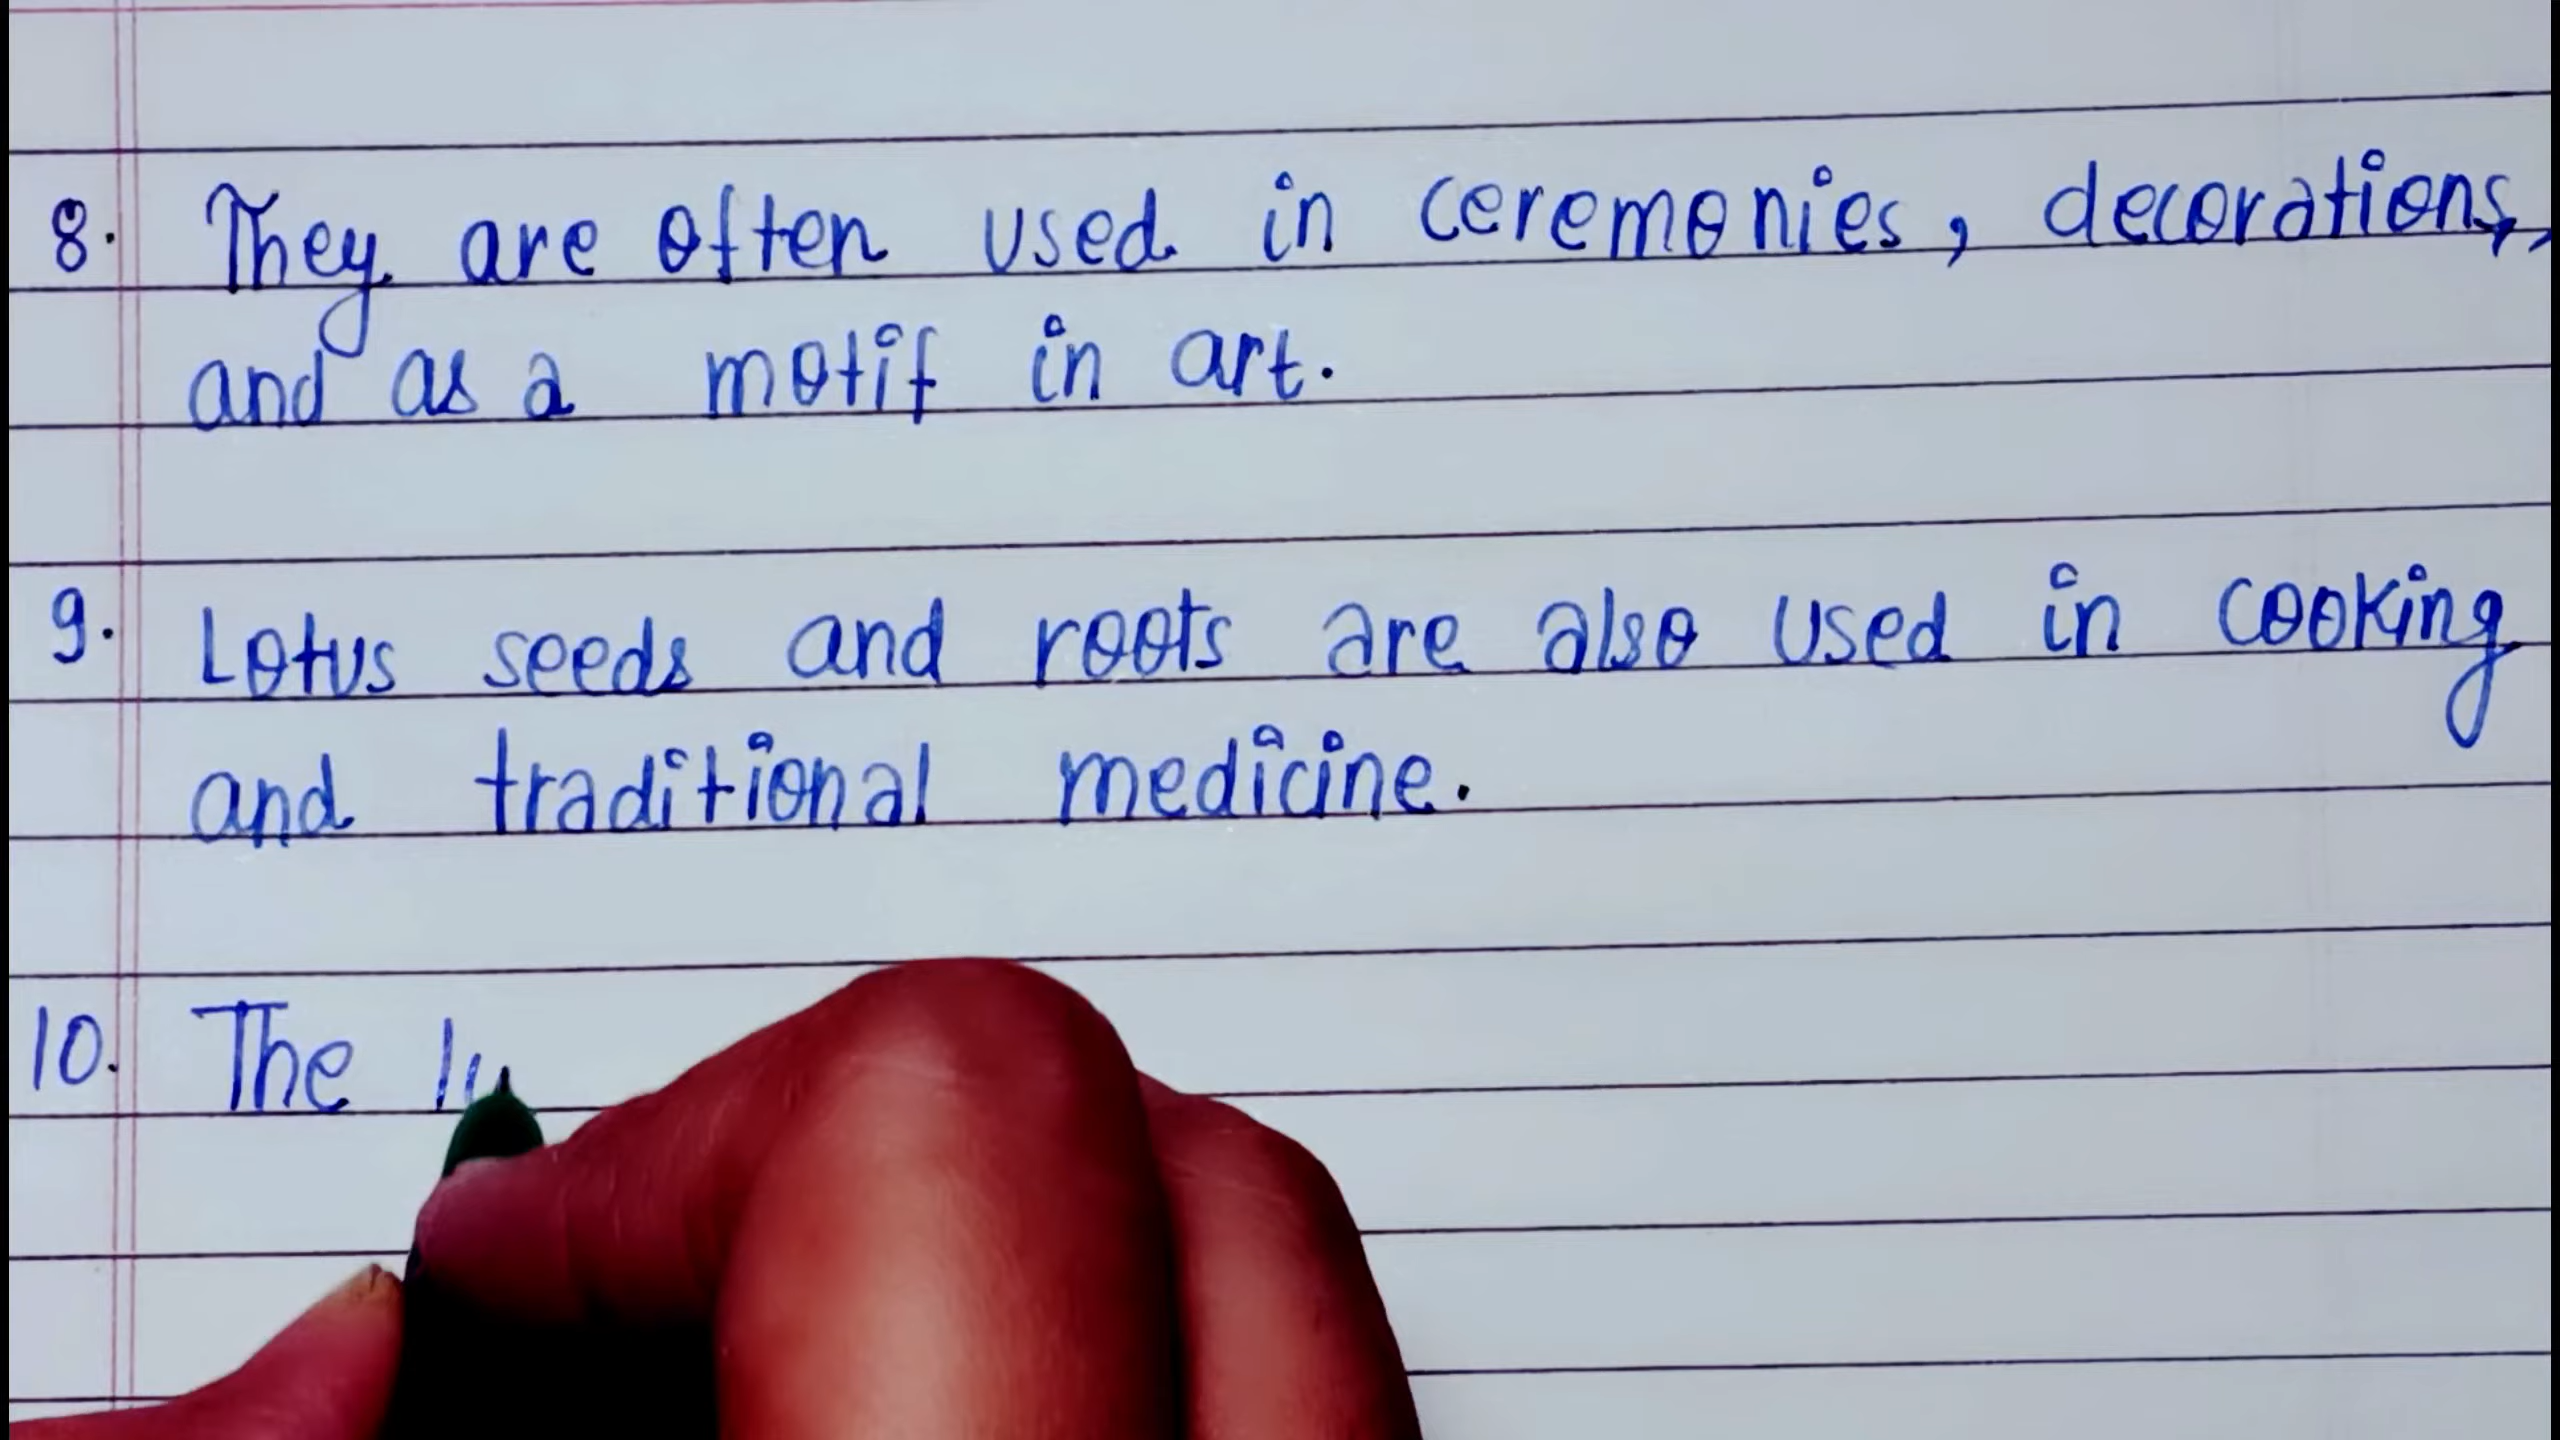 8. They are often used in ceremonies, decorations,
and as a motif in art.
9. Lotus seeds and roots are also used in cooking
and traditional medicine.
10. The